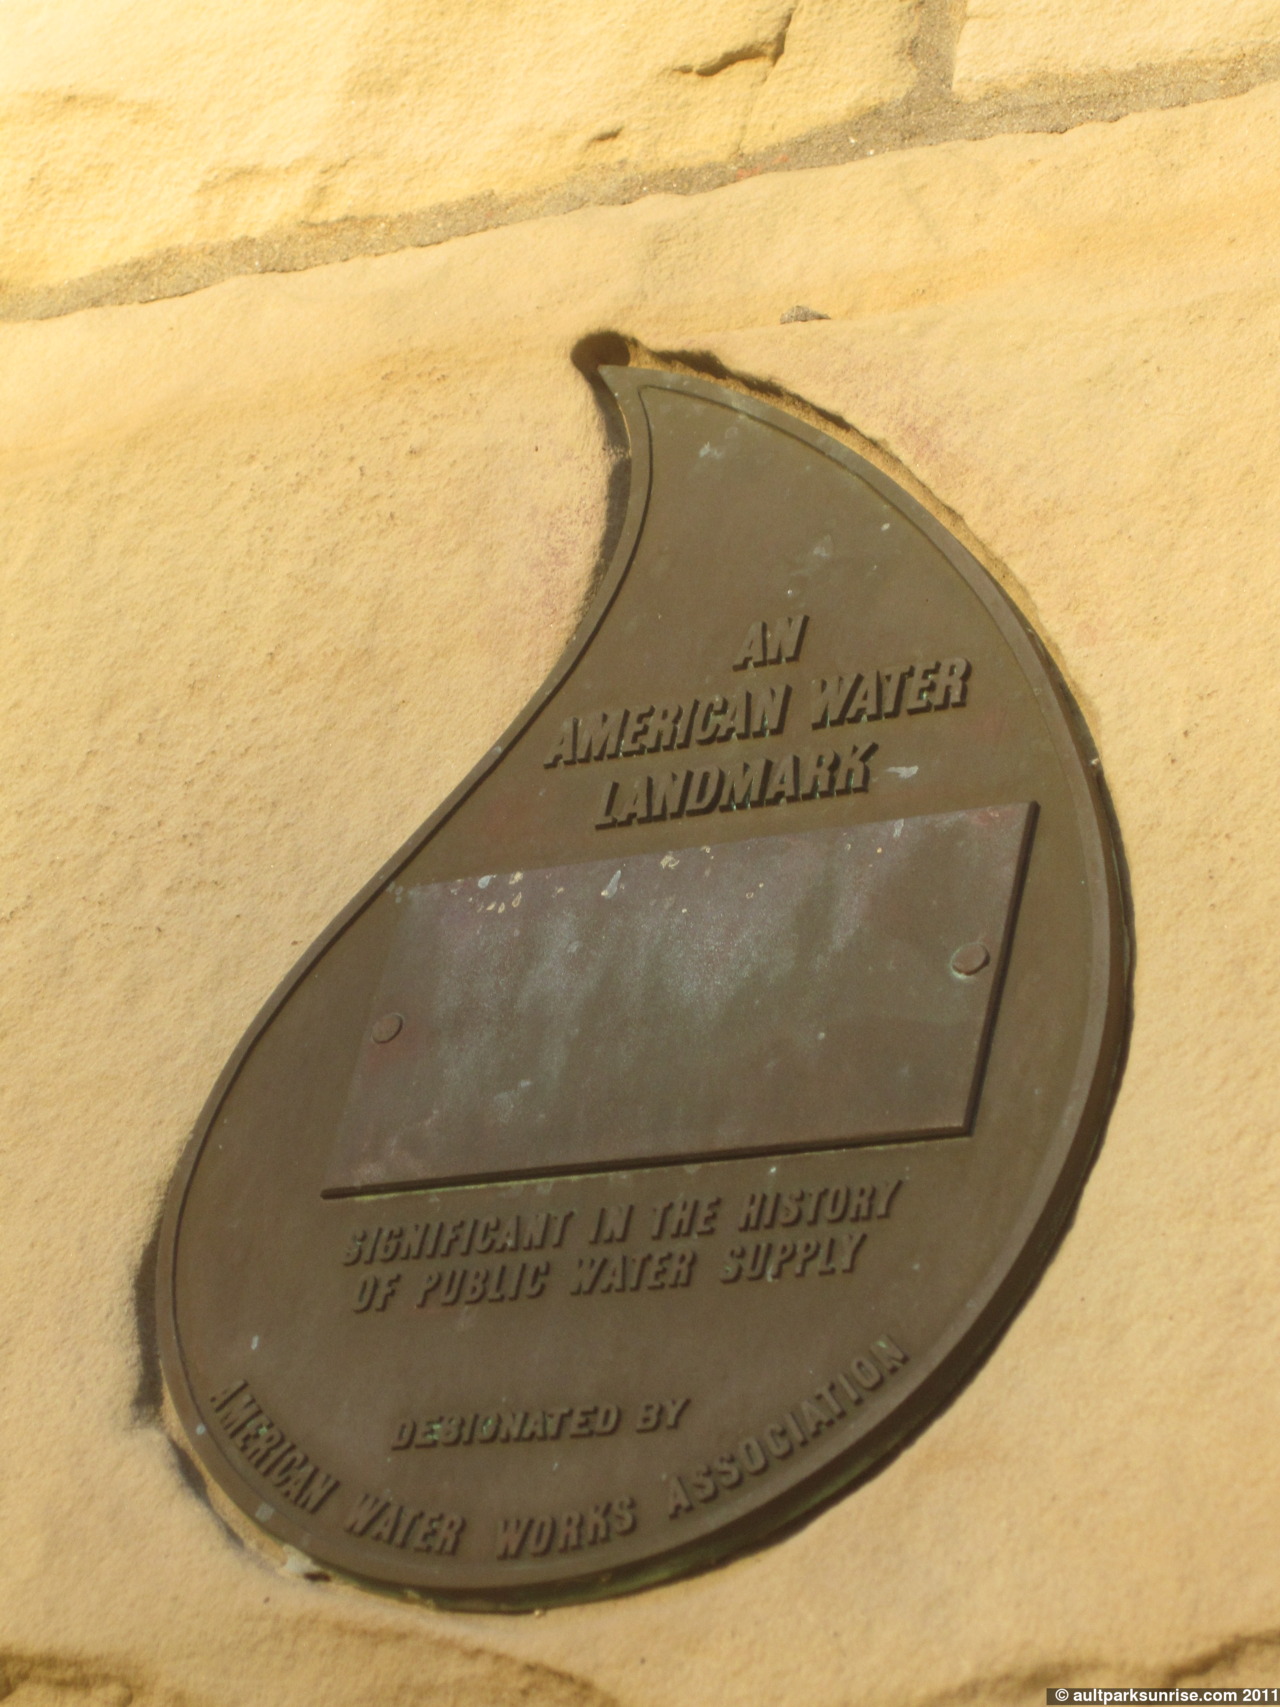 AN
AMERICAN WATER
LANDMARK
SIGNIFICANT IN THE HISTORY
OF PUBLIC WATER SUPPLY
DESIGNATED BY
AMERICAN WATER WORKS ASSOCIATION
© aultparksunrise.com 2011